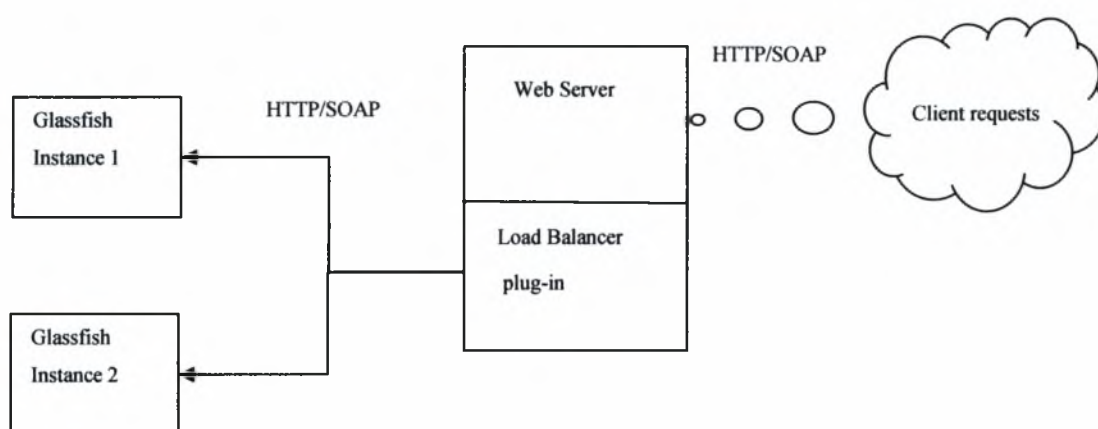 Glassfish
Instance 1
HTTP/SOAP
Web Server
HTTP/SOAP
Client requests
Load Balancer
plug-in
Glassfish
Instance 2